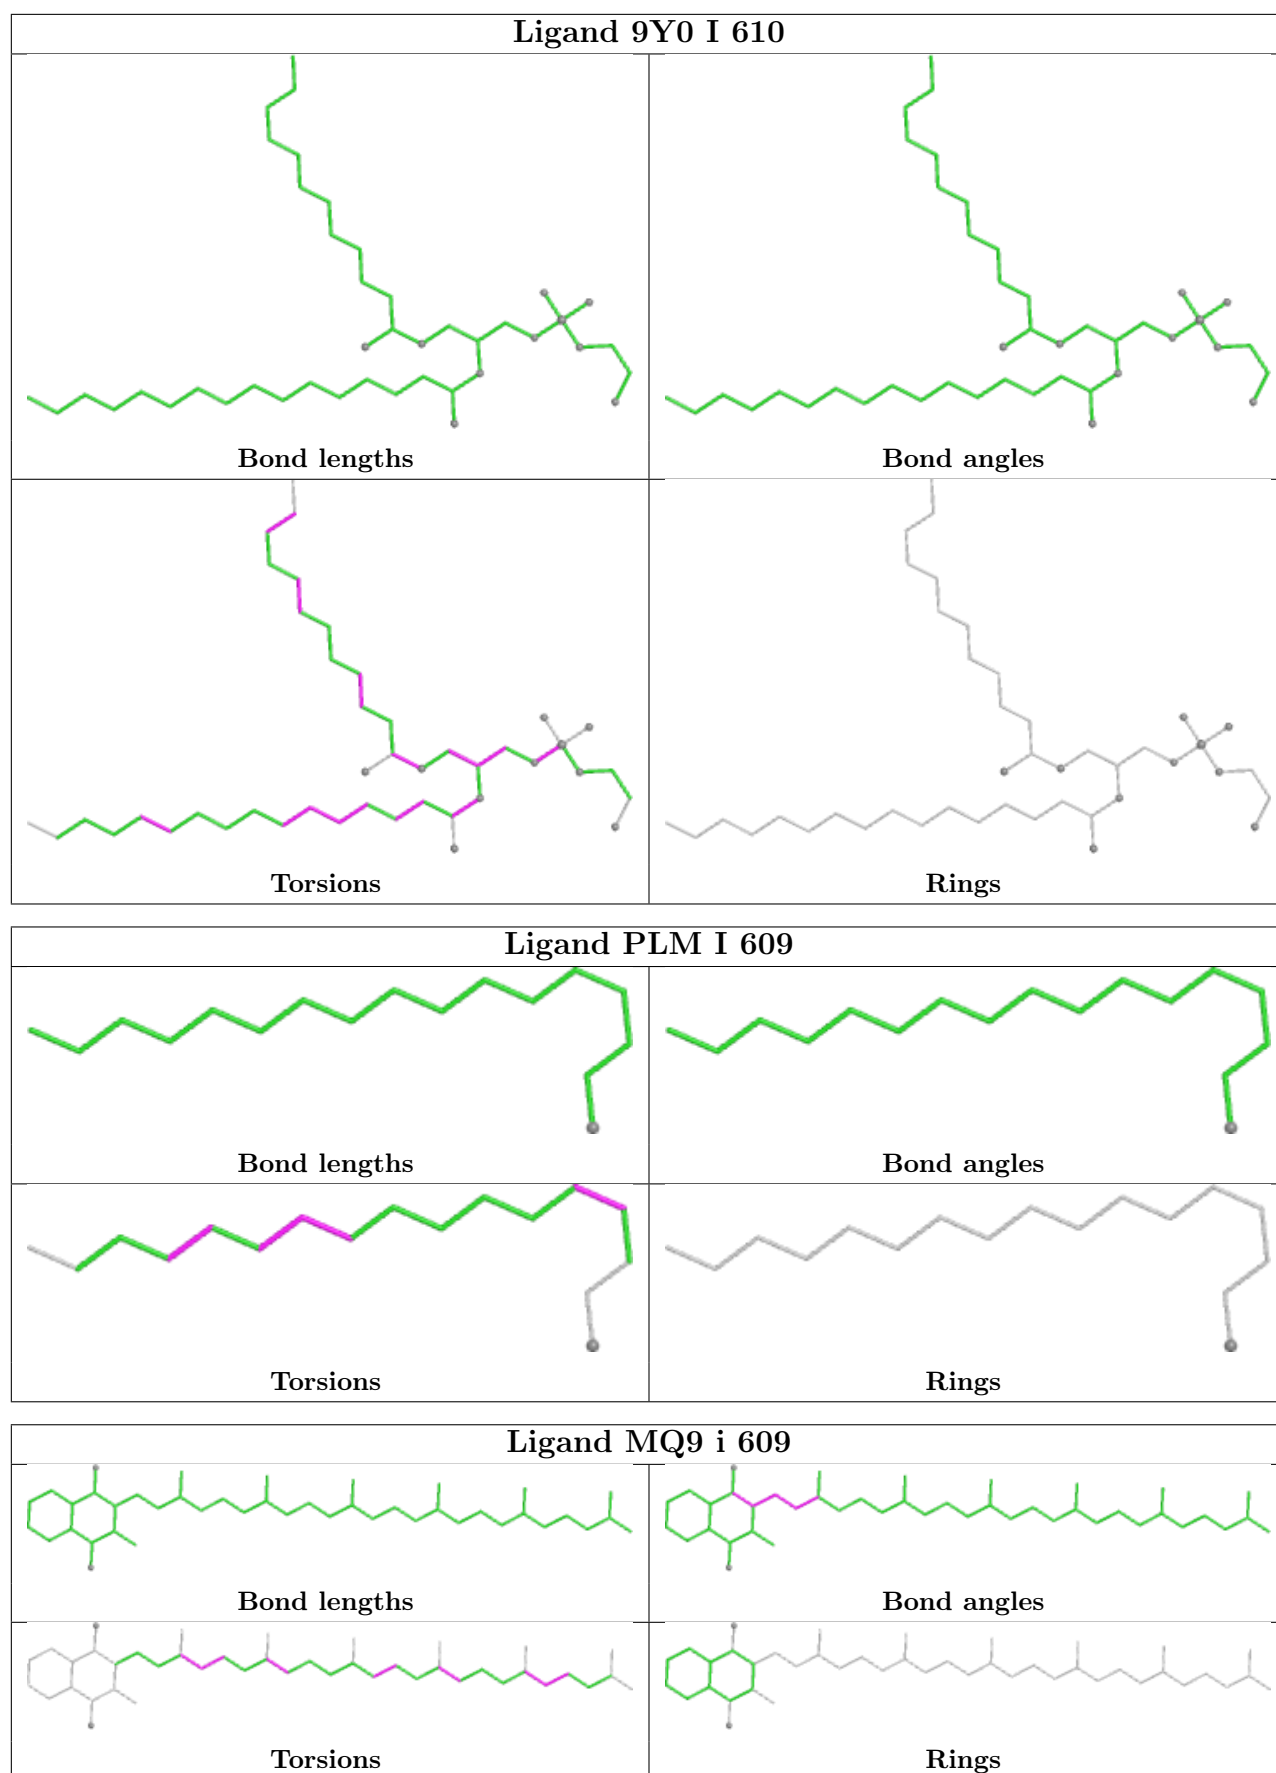 Ligand 9Y0 I 610
Bond lengths
Bond angles
Torsions
Rings
Ligand PLM I 609
Bond lengths
Bond angles
Torsions
Rings
Ligand MQ9 i 609
Bond lengths
Bond angles
Torsions
Rings